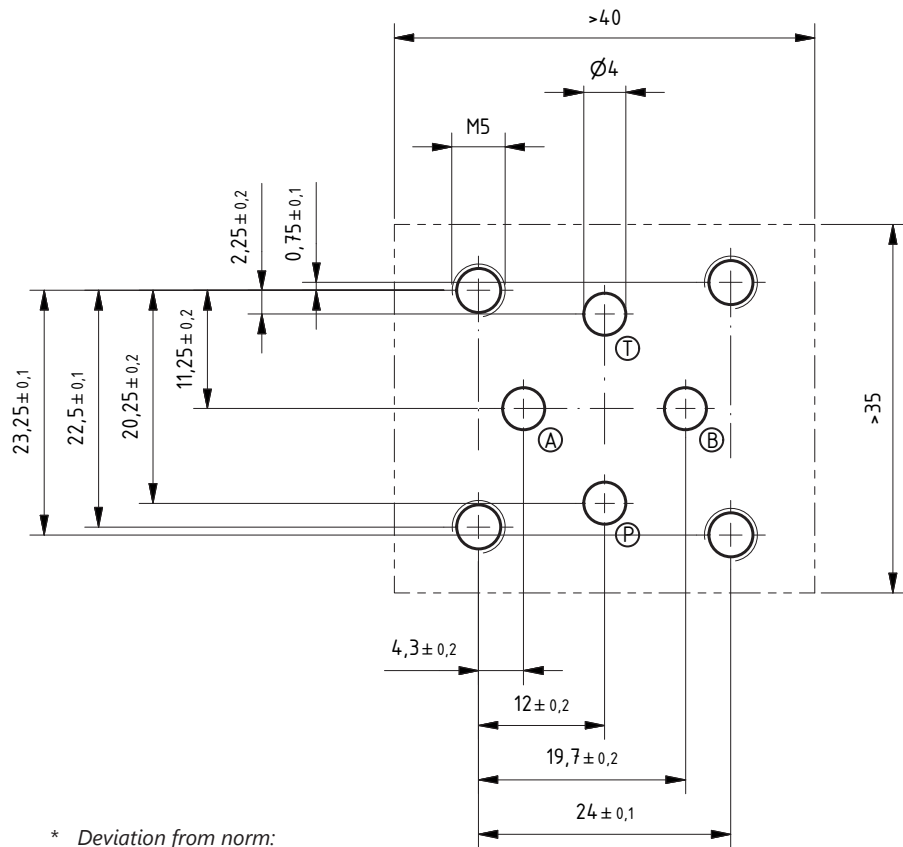 >40
Ø4
M5
2,25±0,2
0,75±0,1
23,25±0,1
22,5±0,1
20,25±0,2
11,25±0,2
>35
T
A
B
P
4,3±0,2
12±0,2
19,7±0,2
24±0,1
* Deviation from norm: